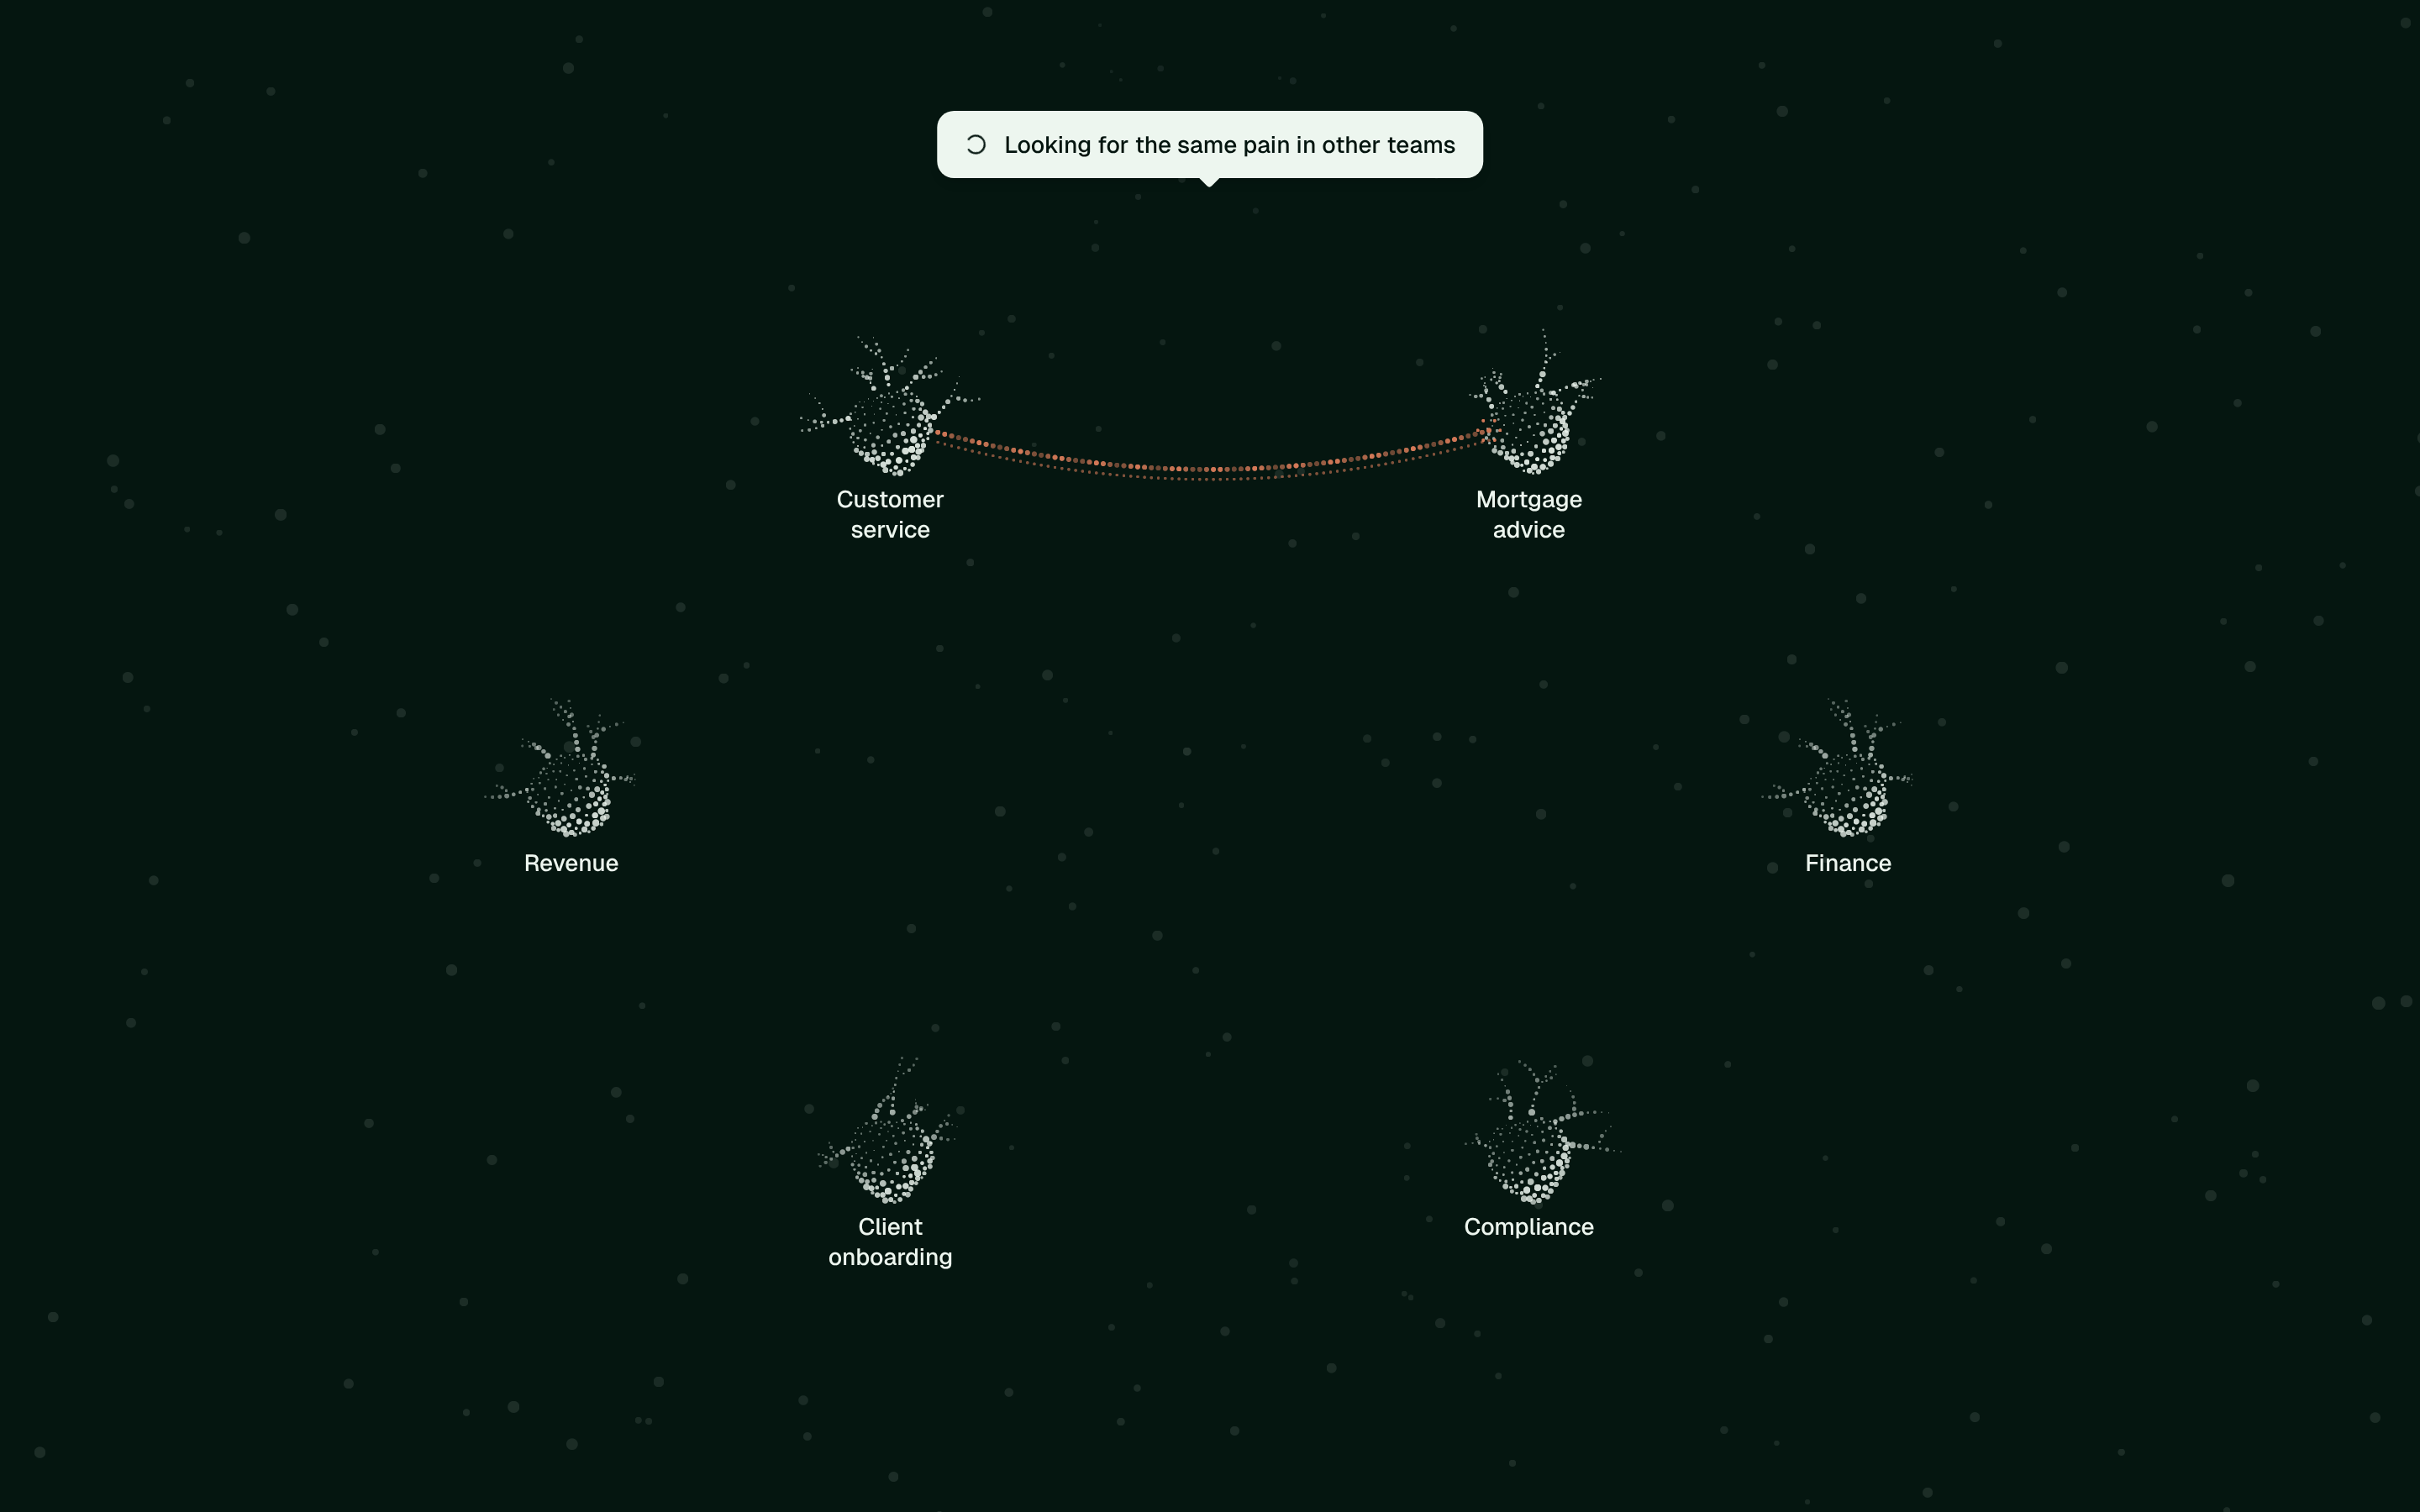 Looking for the same pain in other teams
Customer
service
Mortgage
advice
Revenue
Finance
Client
onboarding
Compliance